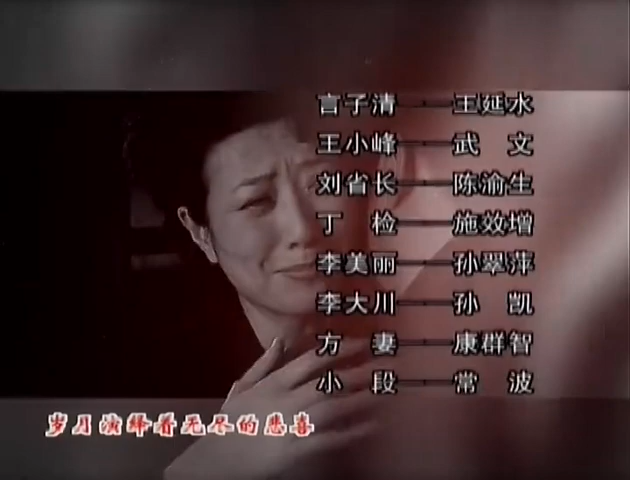 言子清——王延水
王小峰——武 文
刘省长——陈渝生
丁 检——施效增
李美丽——孙翠萍
李大川——孙 凯
方 妻——康群智
小 段——常 波
岁月演绎着无尽的悲喜